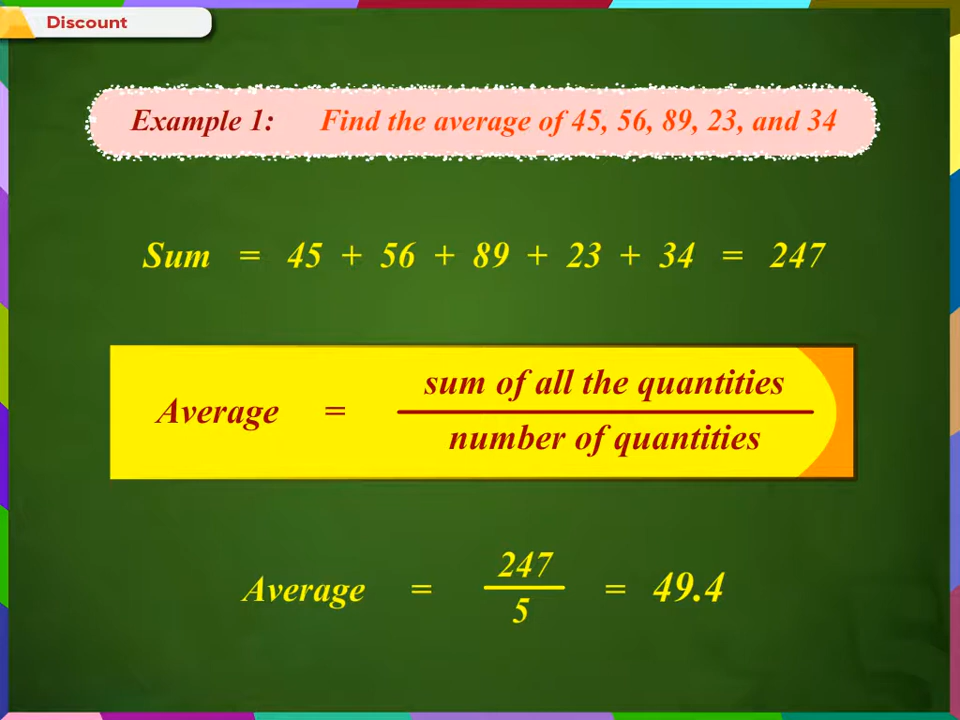 Discount
Example 1: Find the average of 45, 56, 89, 23, and 34
Sum = 45 + 56 + 89 + 23 + 34 = 247
sum of all the quantities
Average =
number of quantities
247
Average = = 49.4
5